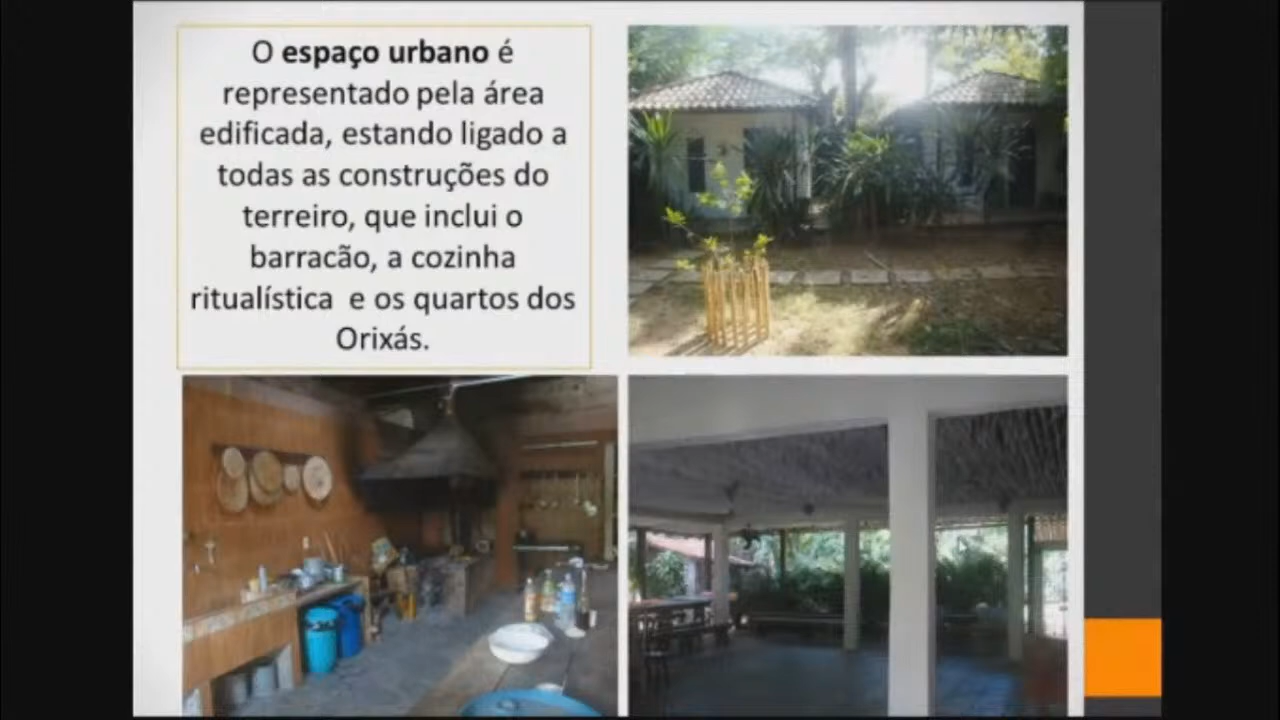 O espaço urbano é
representado pela área
edificada, estando ligado a
todas as construções do
terreiro, que inclui o
barracão, a cozinha
ritualística e os quartos dos
Orixás.